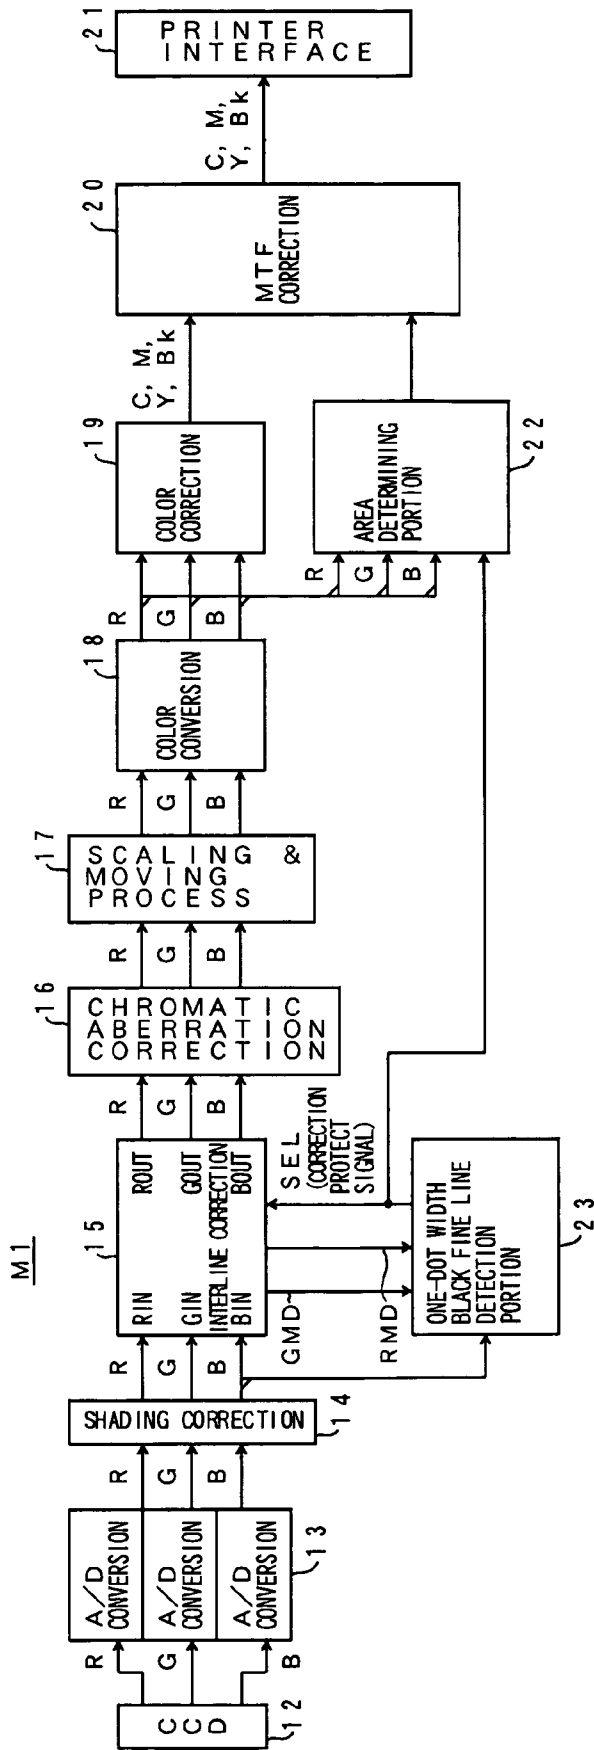 M1
CCD
12
R
G
B
A/D
CONVERSION
A/D
CONVERSION
A/D
CONVERSION
13
R
G
B
SHADING CORRECTION
14
R
G
B
15
RIN
ROUT
GIN
GOUT
INTERLINE CORRECTION
BIN
BOUT
GMD
RMD
SEL
(CORRECTION
PROTECT
SIGNAL)
ONE-DOT WIDTH
BLACK FINE LINE
DETECTION
PORTION
23
R
G
B
16
CHROMATIC
ABERRATION
CORRECTION
R
G
B
17
SCALING &
MOVING
PROCESS
R
G
B
18
COLOR
CONVERSION
R
G
B
19
COLOR
CORRECTION
R
G
B
AREA
DETERMINING
PORTION
22
C, M,
Y, Bk
20
MTF
CORRECTION
C, M,
Y, Bk
21
PRINTER
INTERFACE